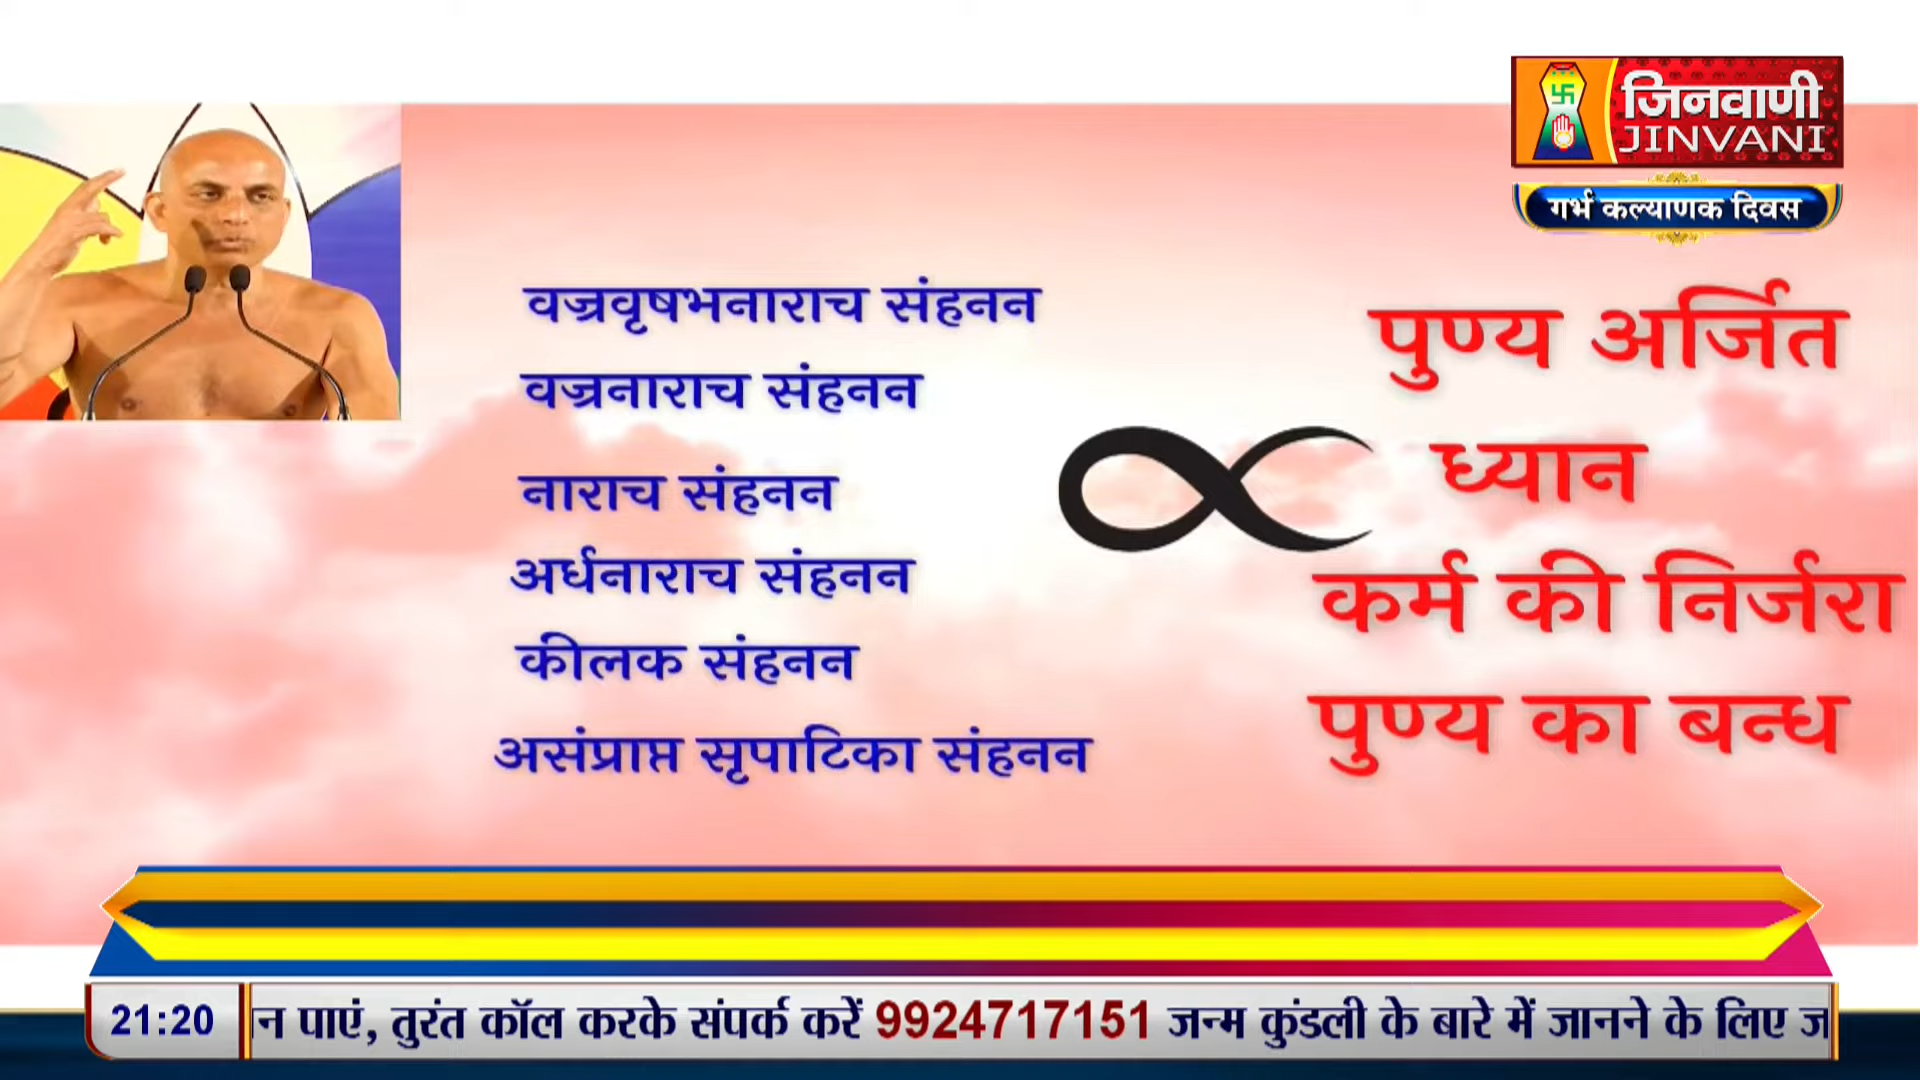 जिनवाणी
JINVANI
गर्भ कल्याणक दिवस
वज्रवृषभनाराच संहनन
वज्रनाराच संहनन
नाराच संहनन
अर्धनाराच संहनन
कीलक संहनन
असंप्राप्त सृपाटिका संहनन
∝
पुण्य अर्जित
ध्यान
कर्म की निर्जरा
पुण्य का बन्ध
21:20
न पाएं, तुरंत कॉल करके संपर्क करें 9924717151 जन्म कुंडली के बारे में जानने के लिए ज